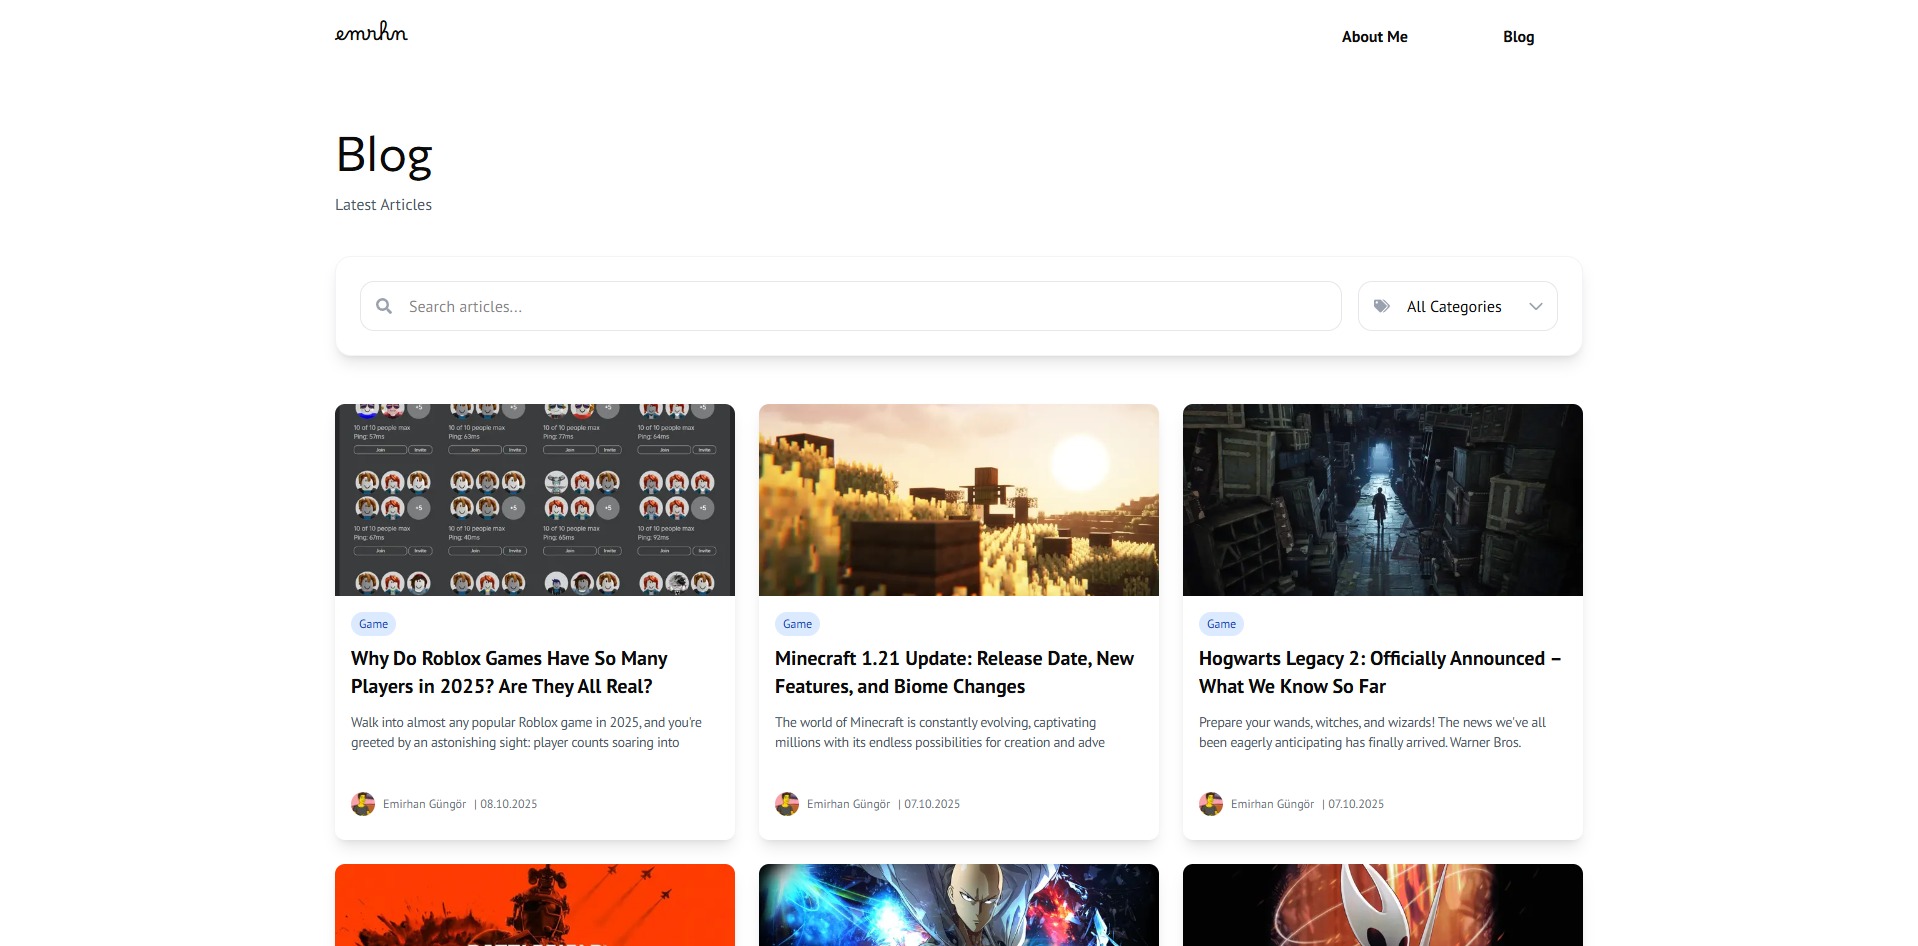 emrhn
About Me
Blog
Blog
Latest Articles
Search articles...
All Categories
+5
+5
+5
+5
10 of 10 people max
10 of 10 people max
10 of 10 people max
10 of 10 people max
Ping: 57ms
Ping: 63ms
Ping: 77ms
Ping: 64ms
Join
Invite
Join
Invite
Join
Invite
Join
Invite
+5
+5
+5
+5
10 of 10 people max
10 of 10 people max
10 of 10 people max
10 of 10 people max
Ping: 67ms
Ping: 40ms
Ping: 65ms
Ping: 92ms
Join
Invite
Join
Invite
Join
Invite
Join
Invite
Game
Why Do Roblox Games Have So Many
Players in 2025? Are They All Real?
Walk into almost any popular Roblox game in 2025, and you're
greeted by an astonishing sight: player counts soaring into
Emirhan Güngör | 08.10.2025
Game
Minecraft 1.21 Update: Release Date, New
Features, and Biome Changes
The world of Minecraft is constantly evolving, captivating
millions with its endless possibilities for creation and adve
Emirhan Güngör | 07.10.2025
Game
Hogwarts Legacy 2: Officially Announced –
What We Know So Far
Prepare your wands, witches, and wizards! The news we've all
been eagerly anticipating has finally arrived. Warner Bros.
Emirhan Güngör | 07.10.2025